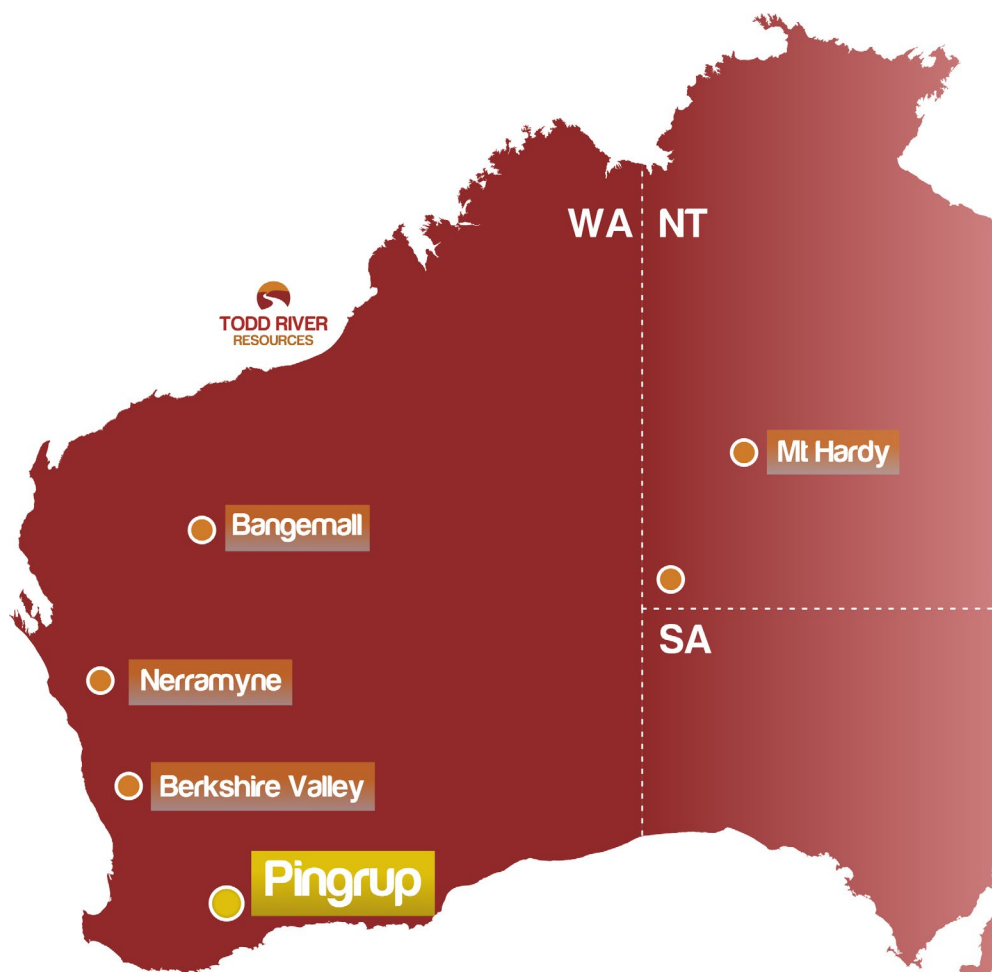 WA
NT
TODD RIVER
RESOURCES
Mt Hardy
Bangemall
SA
Nerramyne
Berkshire Valley
Pingrup